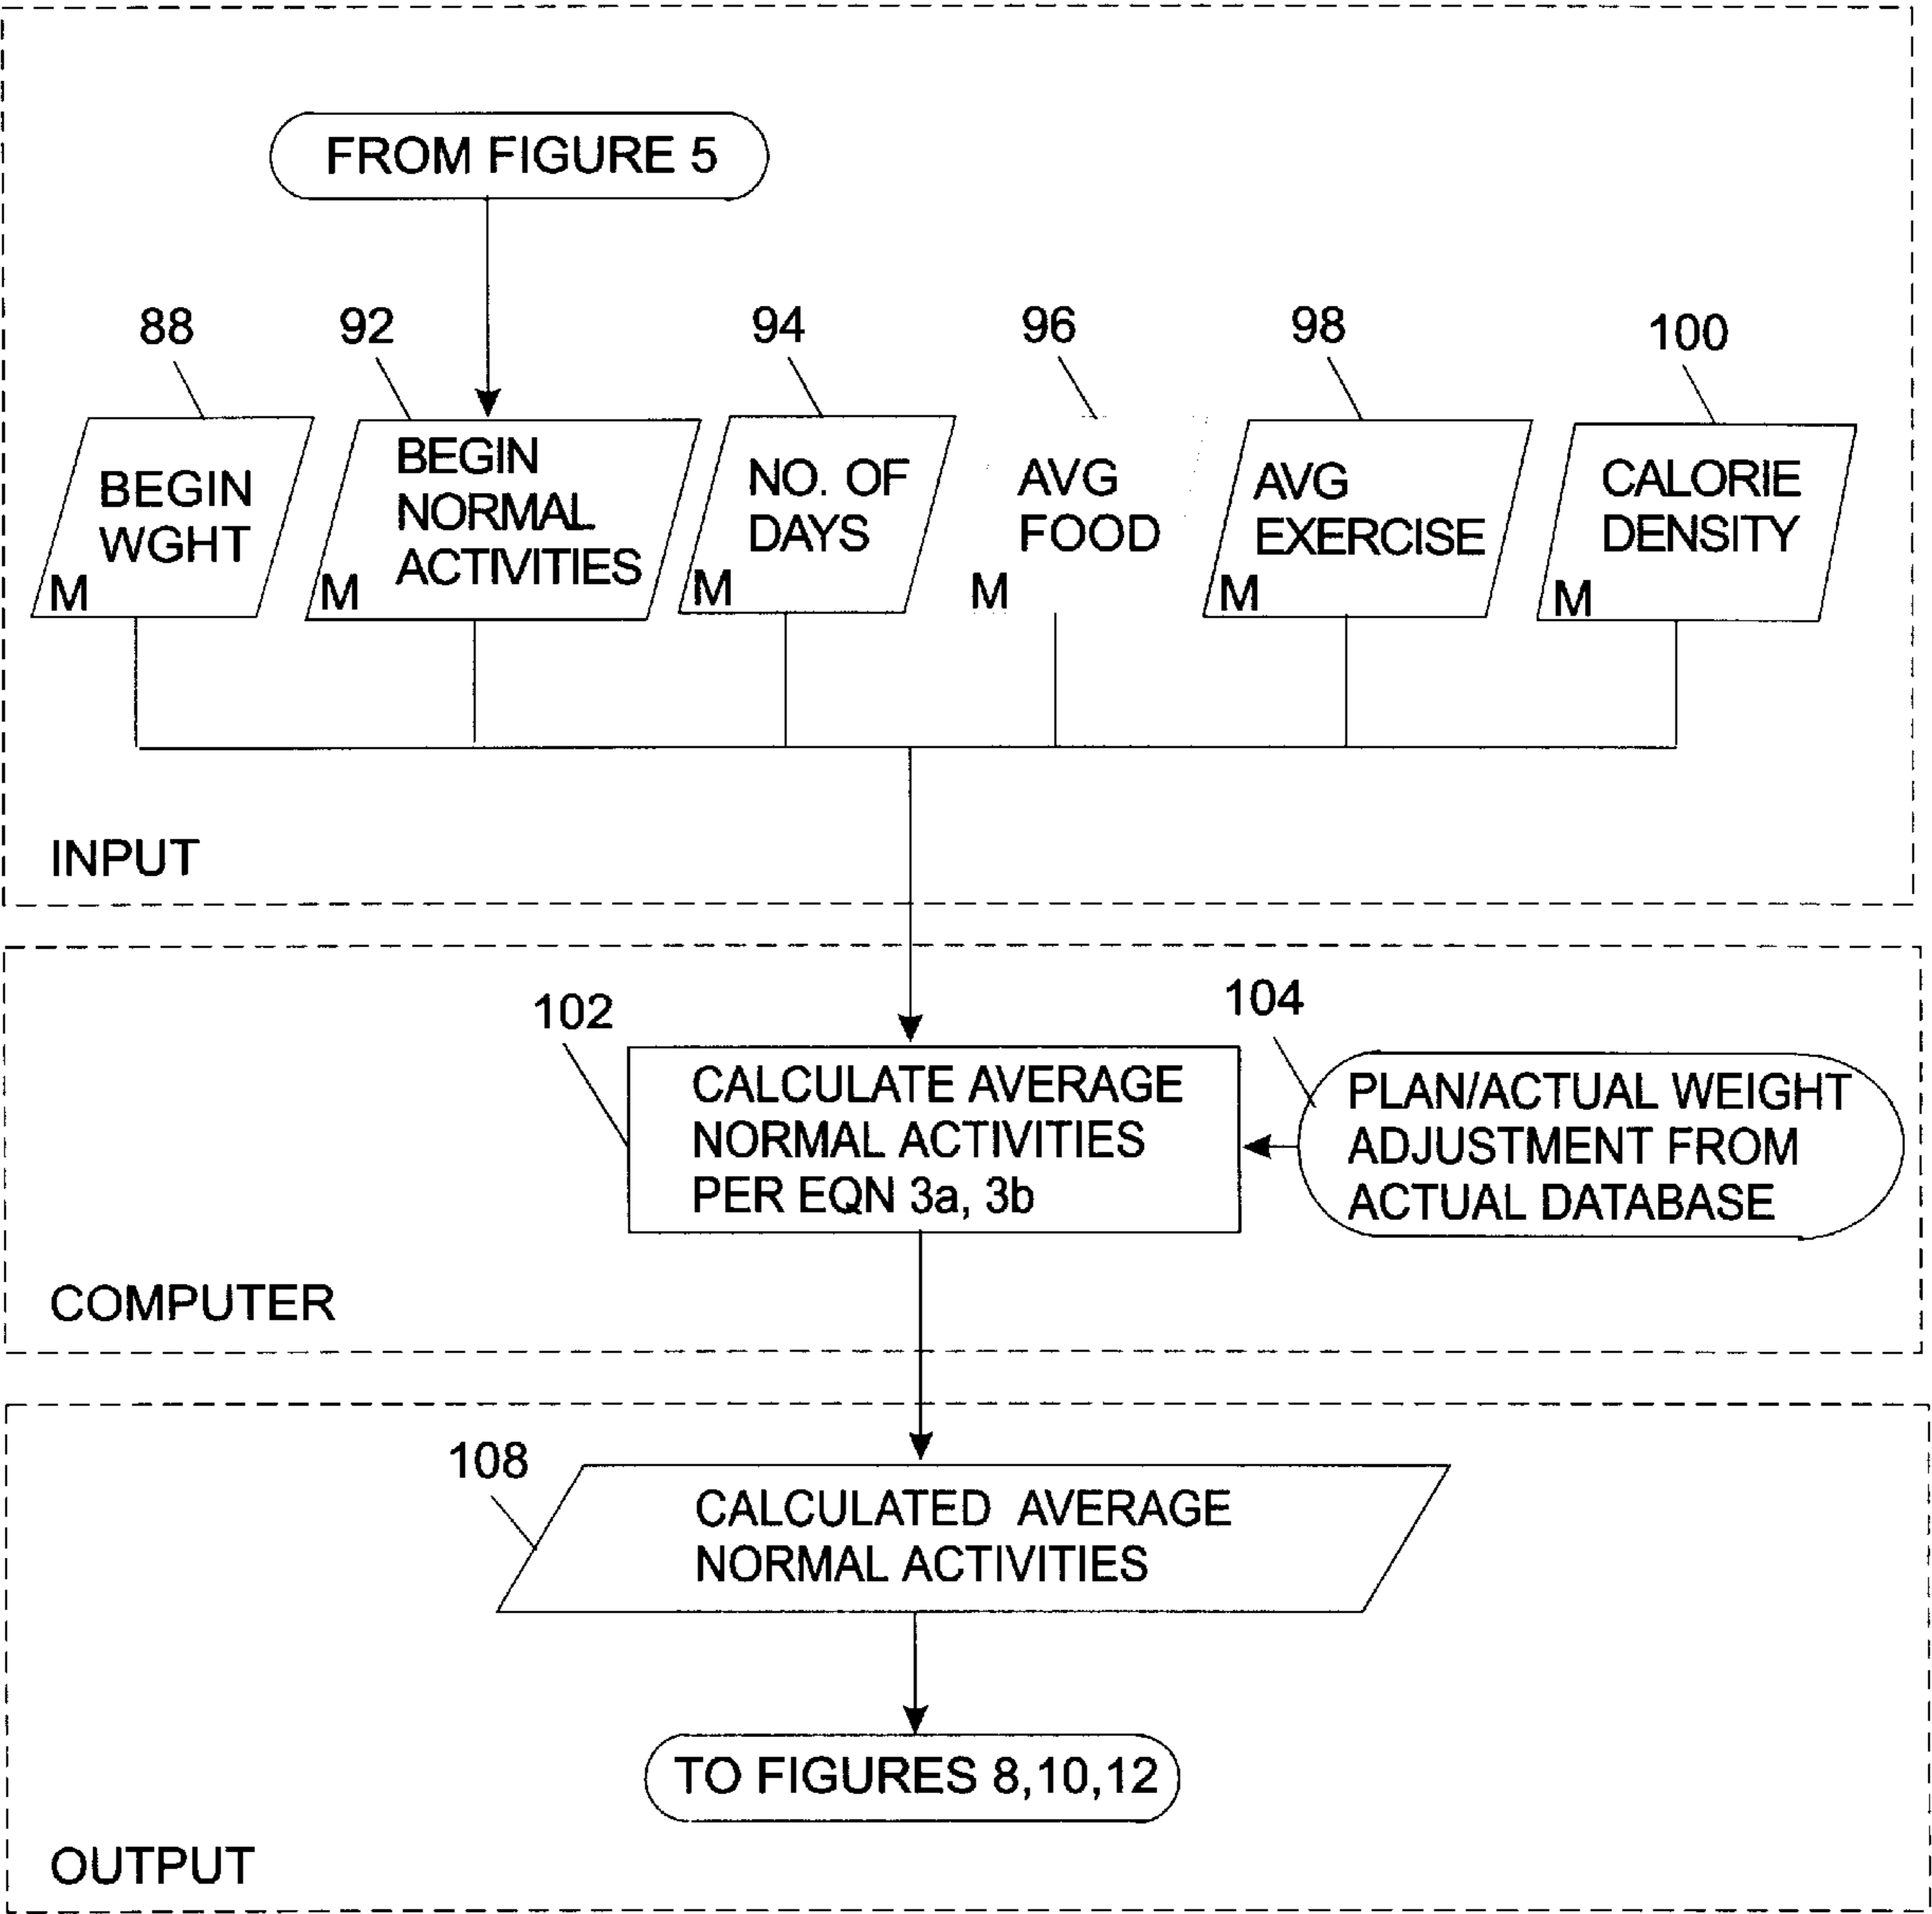 FROM FIGURE 5
88
92
94
96
98
100
BEGIN
WGHT
M
BEGIN
NORMAL
ACTIVITIES
M
NO. OF
DAYS
M
AVG
FOOD
M
AVG
EXERCISE
M
CALORIE
DENSITY
M
INPUT
102
104
CALCULATE AVERAGE
NORMAL ACTIVITIES
PER EQN 3a, 3b
PLAN/ACTUAL WEIGHT
ADJUSTMENT FROM
ACTUAL DATABASE
COMPUTER
108
CALCULATED AVERAGE
NORMAL ACTIVITIES
TO FIGURES 8,10,12
OUTPUT